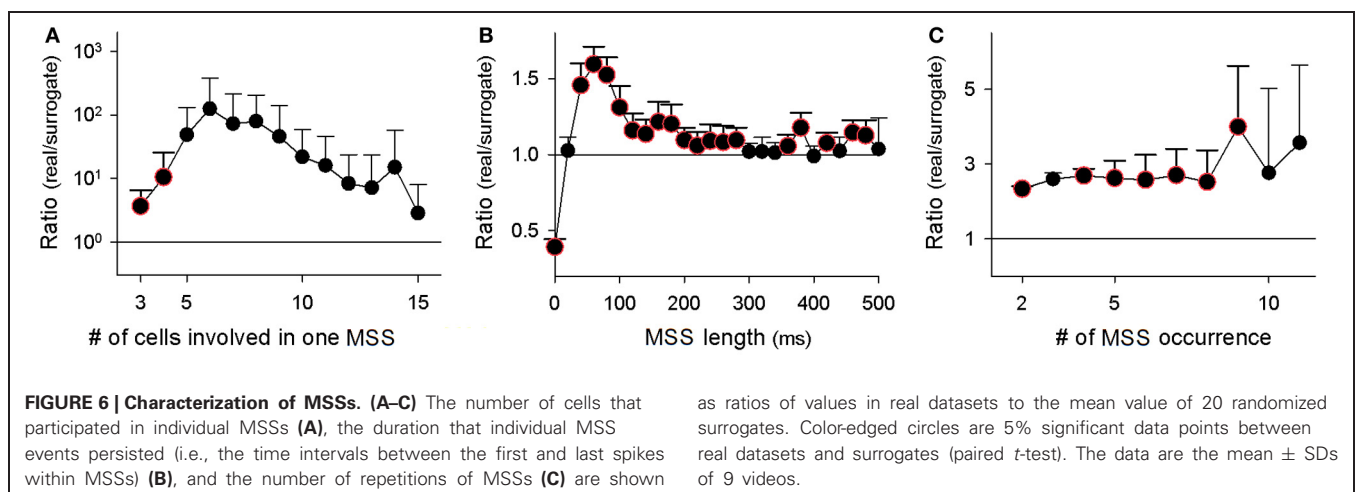 A
Ratio (real/surrogate)
10³
10²
10¹
10⁰
3
5
10
15
# of cells involved in one MSS
B
Ratio (real/surrogate)
1.5
1.0
0.5
0
100
200
300
400
500
MSS length (ms)
C
Ratio (real/surrogate)
5
3
1
2
5
10
# of MSS occurrence
FIGURE 6 | Characterization of MSSs. (A–C) The number of cells that
participated in individual MSSs (A), the duration that individual MSS
events persisted (i.e., the time intervals between the first and last spikes
within MSSs) (B), and the number of repetitions of MSSs (C) are shown
as ratios of values in real datasets to the mean value of 20 randomized
surrogates. Color-edged circles are 5% significant data points between
real datasets and surrogates (paired t-test). The data are the mean ± SDs
of 9 videos.